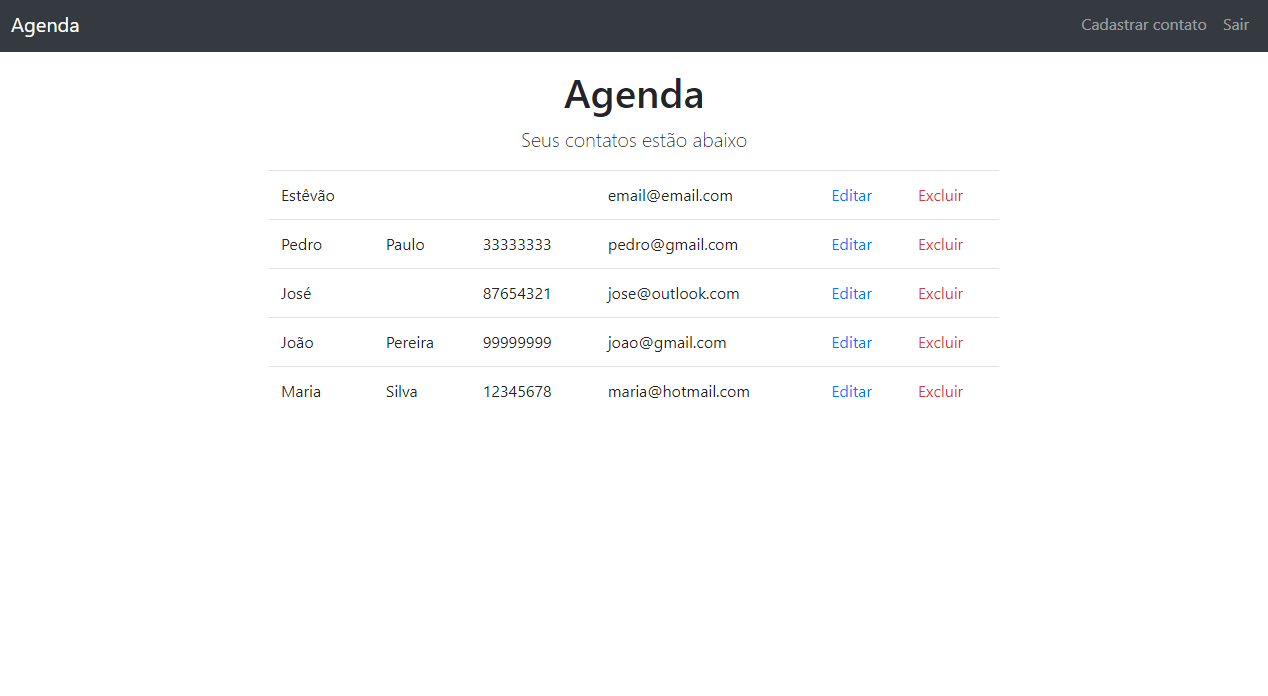 Agenda Cadastrar contato Sair
Agenda
Seus contatos estão abaixo
Estêvão email@email.com Editar Excluir
Pedro Paulo 33333333 pedro@gmail.com Editar Excluir
José 87654321 jose@outlook.com Editar Excluir
João Pereira 99999999 joao@gmail.com Editar Excluir
Maria Silva 12345678 maria@hotmail.com Editar Excluir